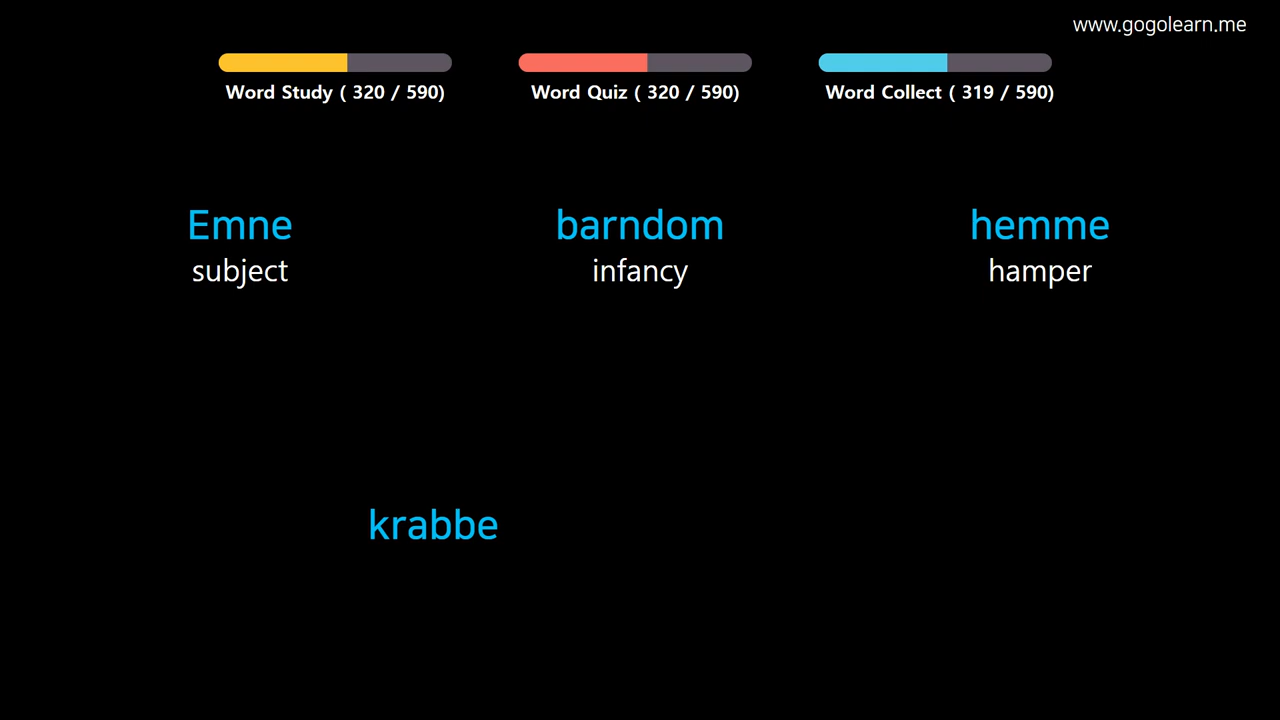 www.gogolearn.me
Word Study ( 320 / 590)
Word Quiz ( 320 / 590)
Word Collect ( 319 / 590)
Emne
subject
barndom
infancy
hemme
hamper
krabbe